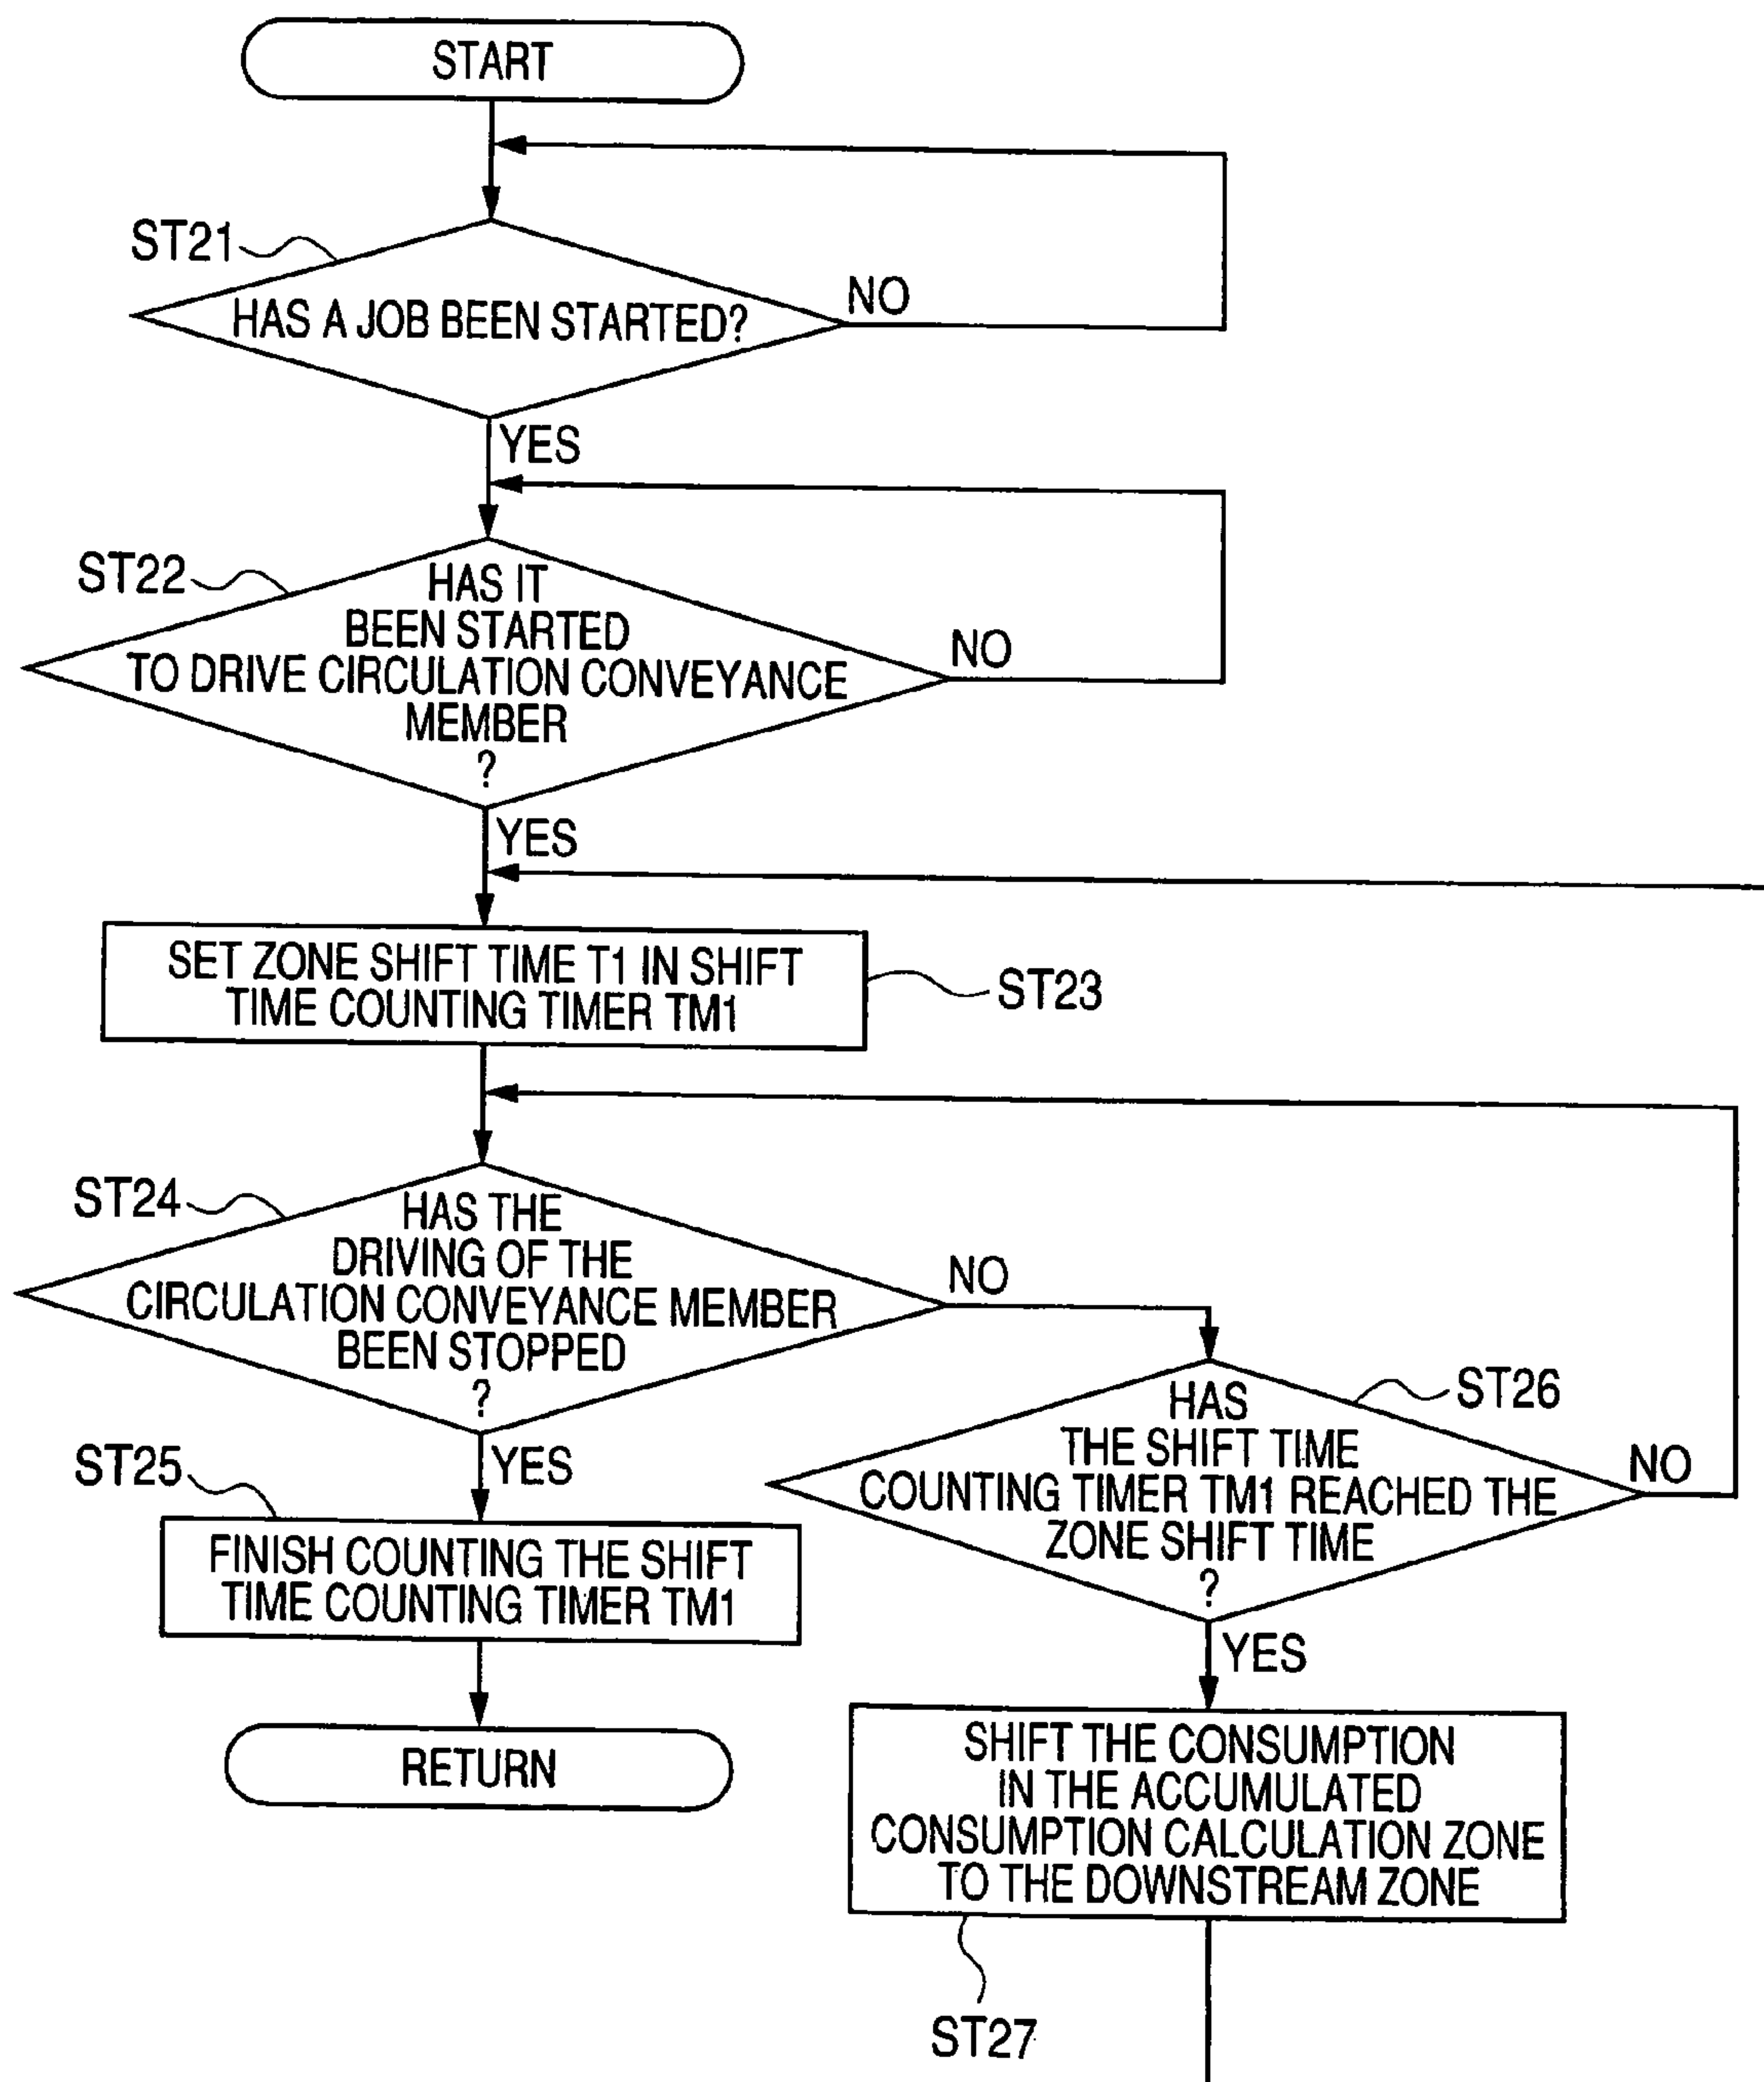 START
ST21
HAS A JOB BEEN STARTED?
NO
YES
ST22
HAS IT
BEEN STARTED
TO DRIVE CIRCULATION CONVEYANCE
MEMBER
?
NO
YES
SET ZONE SHIFT TIME T1 IN SHIFT
TIME COUNTING TIMER TM1
ST23
ST24
HAS THE
DRIVING OF THE
CIRCULATION CONVEYANCE MEMBER
BEEN STOPPED
?
NO
YES
ST25
FINISH COUNTING THE SHIFT
TIME COUNTING TIMER TM1
RETURN
ST26
HAS
THE SHIFT TIME
COUNTING TIMER TM1 REACHED THE
ZONE SHIFT TIME
?
NO
YES
SHIFT THE CONSUMPTION
IN THE ACCUMULATED
CONSUMPTION CALCULATION ZONE
TO THE DOWNSTREAM ZONE
ST27